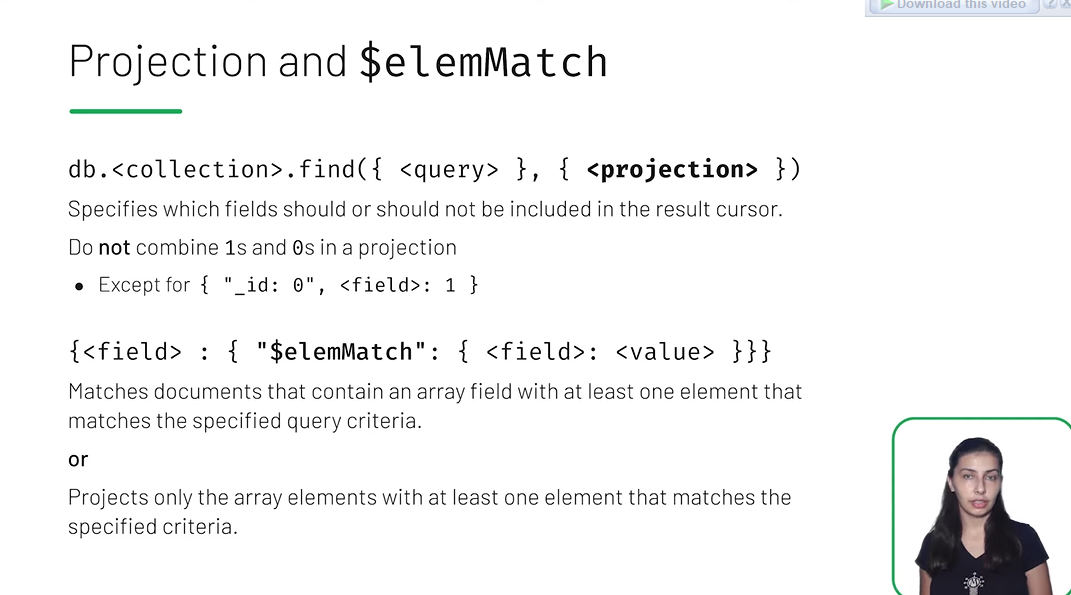 Download this video
Projection and $elemMatch
db.<collection>.find({ <query> }, { <projection> })
Specifies which fields should or should not be included in the result cursor.
Do not combine 1s and 0s in a projection
• Except for { "_id: 0", <field>: 1 }
{<field> : { "$elemMatch": { <field>: <value> }}}
Matches documents that contain an array field with at least one element that
matches the specified query criteria.
or
Projects only the array elements with at least one element that matches the
specified criteria.